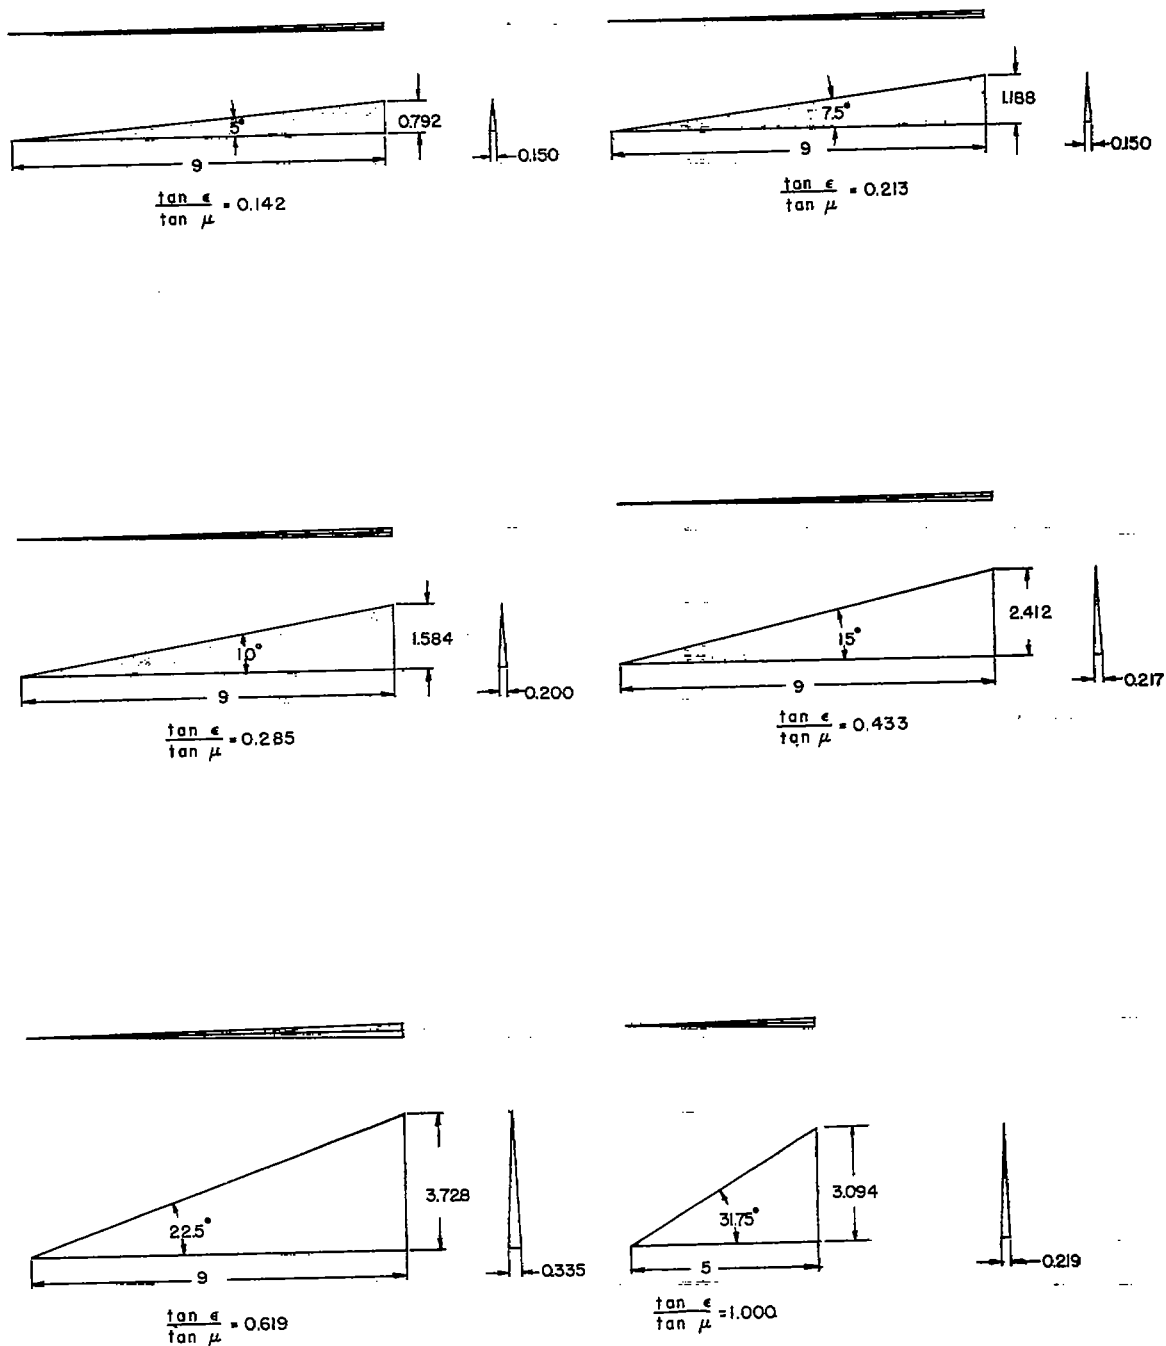 5°
0.792
9
0.150
tan ε
tan μ = 0.142
7.5°
1.188
9
0.150
tan ε
tan μ = 0.213
10°
1.584
9
0.200
tan ε
tan μ = 0.285
15°
2.412
9
0.217
tan ε
tan μ = 0.433
22.5°
3.728
9
0.335
tan ε
tan μ = 0.619
31.75°
3.094
5
0.219
tan ε
tan μ = 1.000